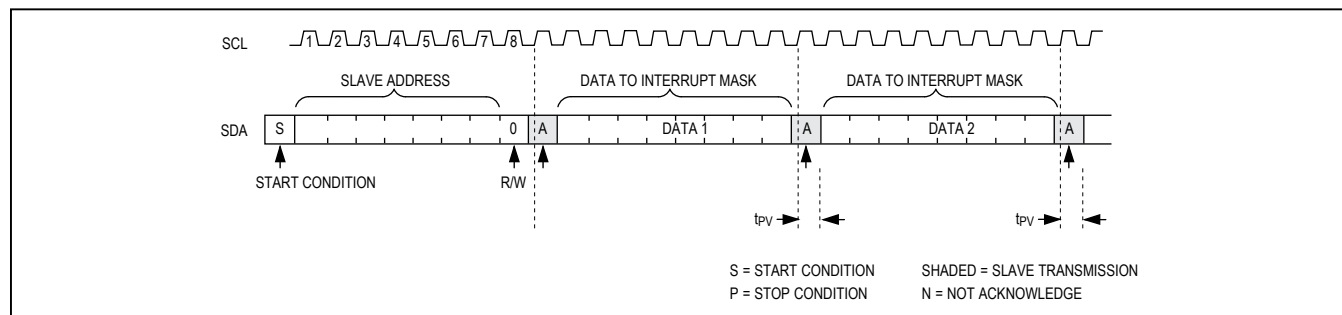 SCL 1 2 3 4 5 6 7 8
SLAVE ADDRESS DATA TO INTERRUPT MASK DATA TO INTERRUPT MASK
SDA S 0 A DATA 1 A DATA 2 A
START CONDITION R/W
tPV tPV
S = START CONDITION SHADED = SLAVE TRANSMISSION
P = STOP CONDITION N = NOT ACKNOWLEDGE